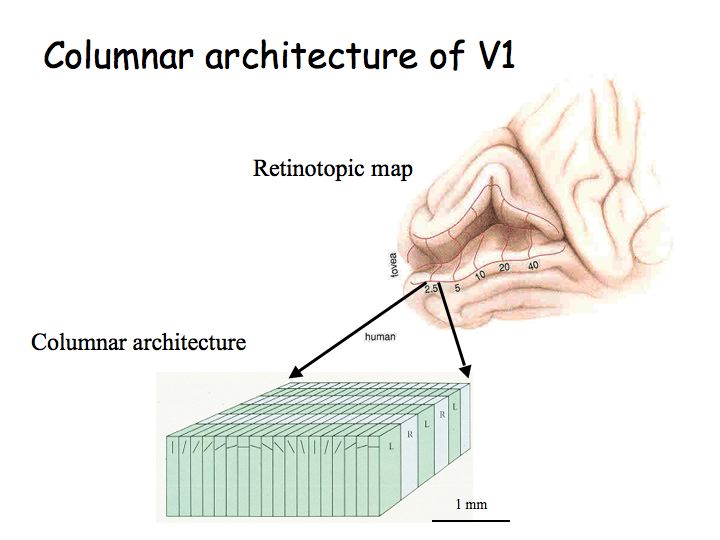 Columnar architecture of V1
Retinotopic map
fovea
2.5
5
10
20
40
human
Columnar architecture
L
R
L
R
L
1 mm